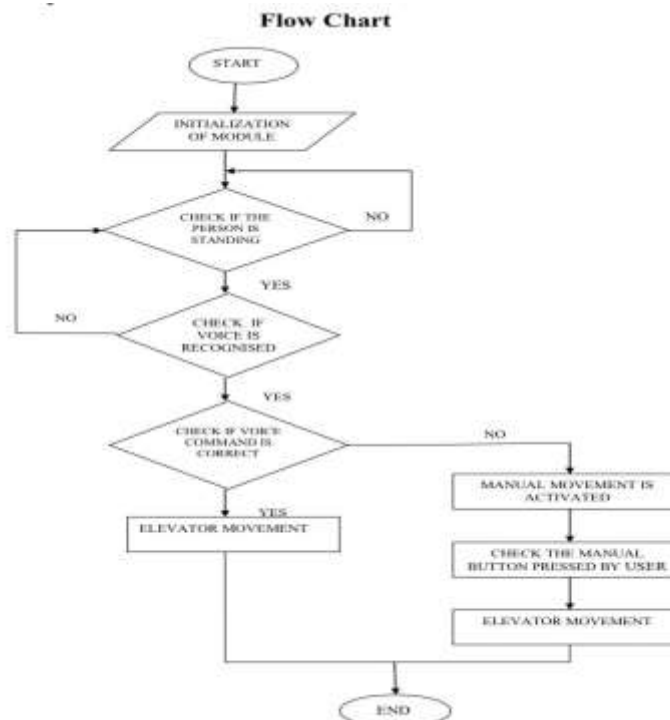 Flow Chart
START
INITIALIZATION
OF MODULE
CHECK IF THE
PERSON IS
STANDING
NO
YES
NO
CHECK IF
VOICE IS
RECOGNISED
YES
CHECK IF VOICE
COMMAND IS
CORRECT
NO
MANUAL MOVEMENT IS
ACTIVATED
YES
ELEVATOR MOVEMENT
CHECK THE MANUAL
BUTTON PRESSED BY USER
ELEVATOR MOVEMENT
END